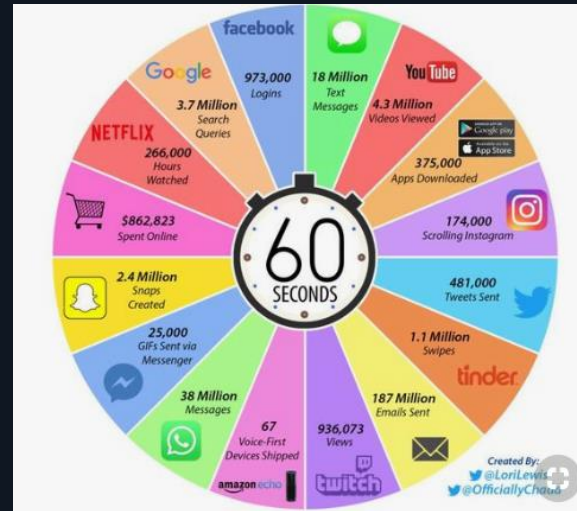 facebook
973,000
Logins
18 Million
Text
Messages
You Tube
4.3 Million
Videos Viewed
Google play
App Store
375,000
Apps Downloaded
174,000
Scrolling Instagram
481,000
Tweets Sent
1.1 Million
Swipes
tinder
187 Million
Emails Sent
936,073
Views
twitch
67
Voice-First
Devices Shipped
amazon echo
38 Million
Messages
25,000
GIFs Sent via
Messenger
2.4 Million
Snaps
Created
$862,823
Spent Online
NETFLIX
266,000
Hours
Watched
Google
3.7 Million
Search
Queries
60
SECONDS
Created By:
@LoriLewis